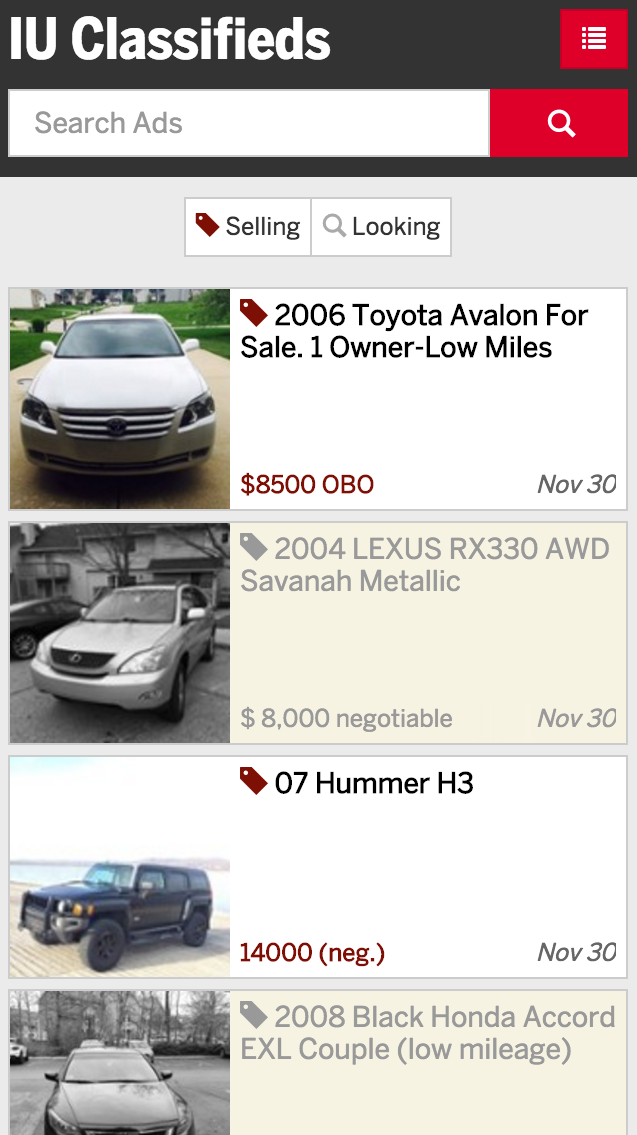 IU Classifieds
Search Ads
Selling
Looking
2006 Toyota Avalon For
Sale. 1 Owner-Low Miles
$8500 OBO
Nov 30
2004 LEXUS RX330 AWD
Savanah Metallic
$ 8,000 negotiable
Nov 30
07 Hummer H3
14000 (neg.)
Nov 30
2008 Black Honda Accord
EXL Couple (low mileage)